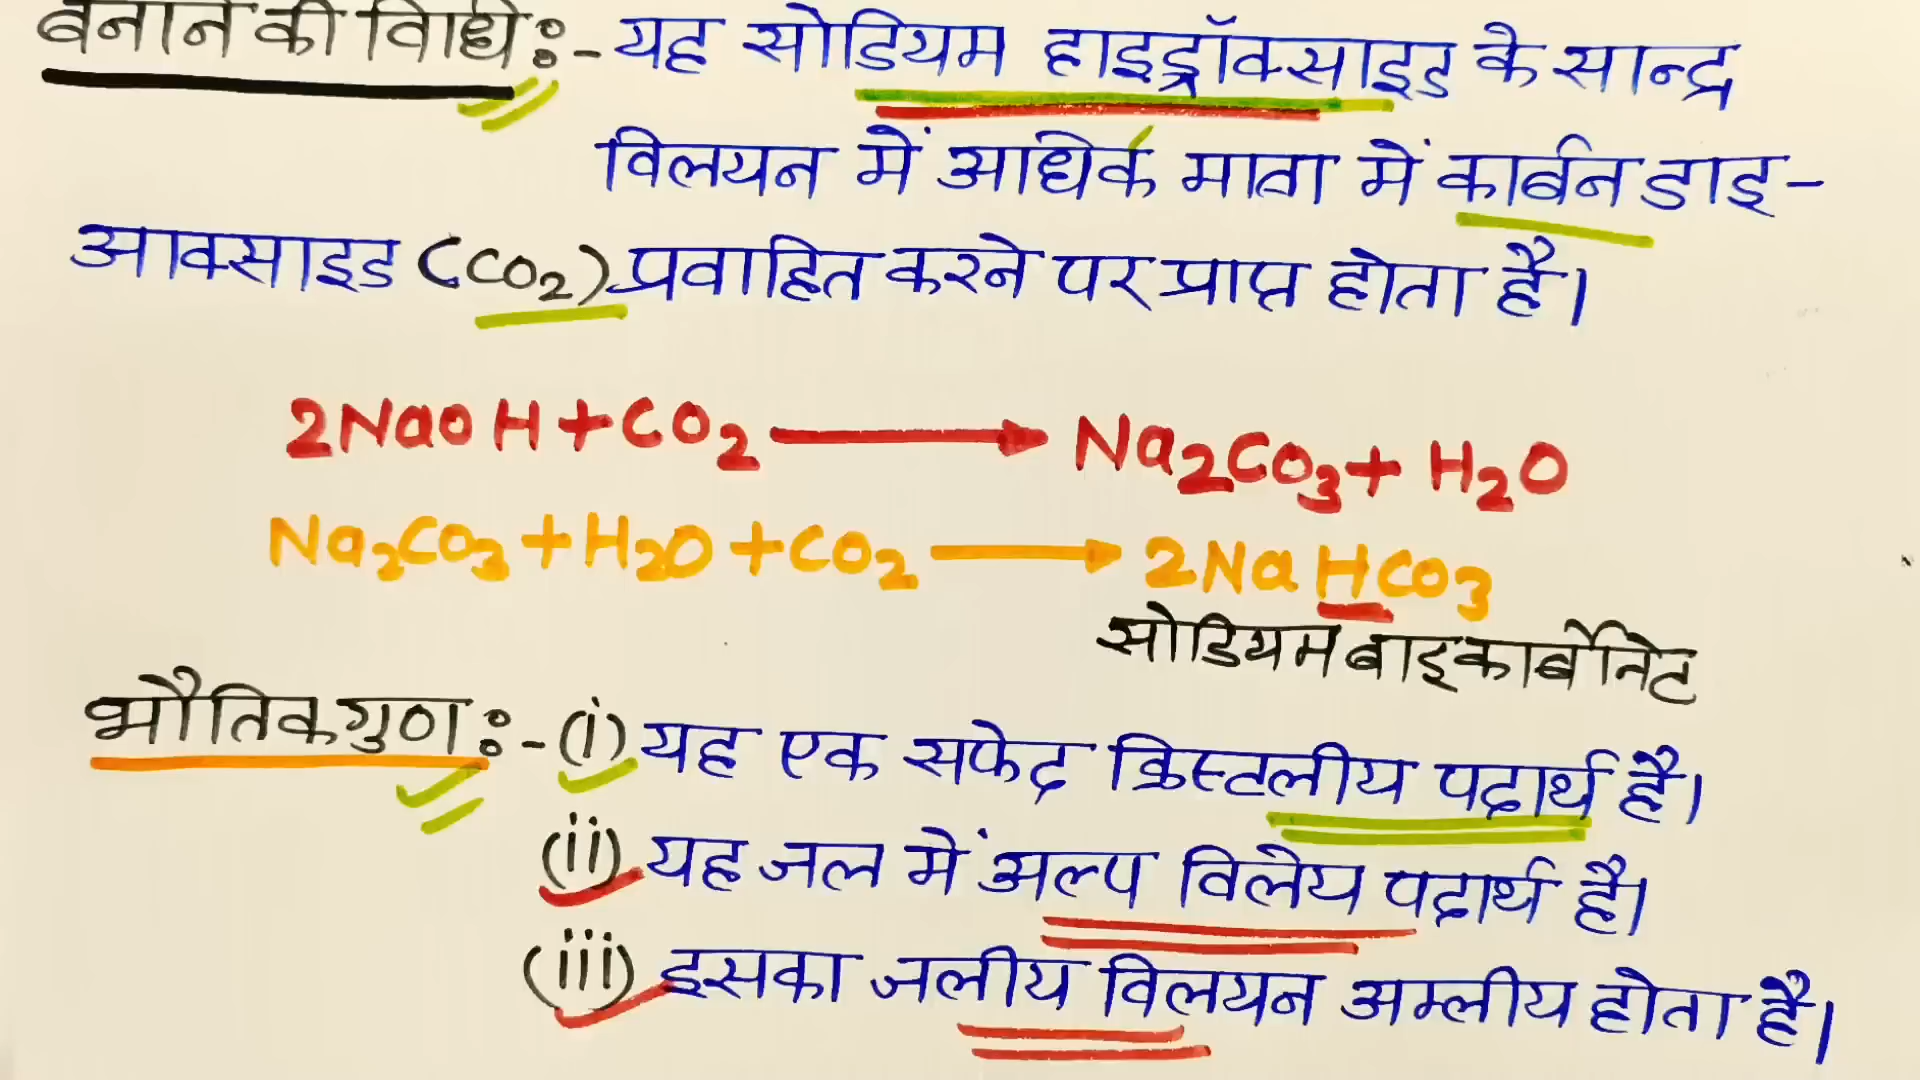 बनाने की विधि :- यह सोडियम हाइड्रॉक्साइड के सान्द्र
विलयन में अधिक मात्रा में कार्बन डाइ-
आक्साइड (CO₂) प्रवाहित करने पर प्राप्त होता है।
2NaOH + CO₂ → Na₂CO₃ + H₂O
Na₂CO₃ + H₂O + CO₂ → 2NaHCO₃
सोडियम बाइकार्बोनेट
भौतिक गुण :- (i) यह एक सफेद क्रिस्टलीय पदार्थ है।
(ii) यह जल में अल्प विलेय पदार्थ है।
(iii) इसका जलीय विलयन अम्लीय होता है।